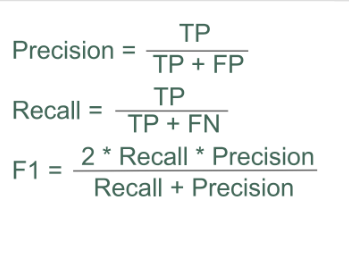 Precision = TP / TP + FP
Recall = TP / TP + FN
F1 = 2 * Recall * Precision / Recall + Precision